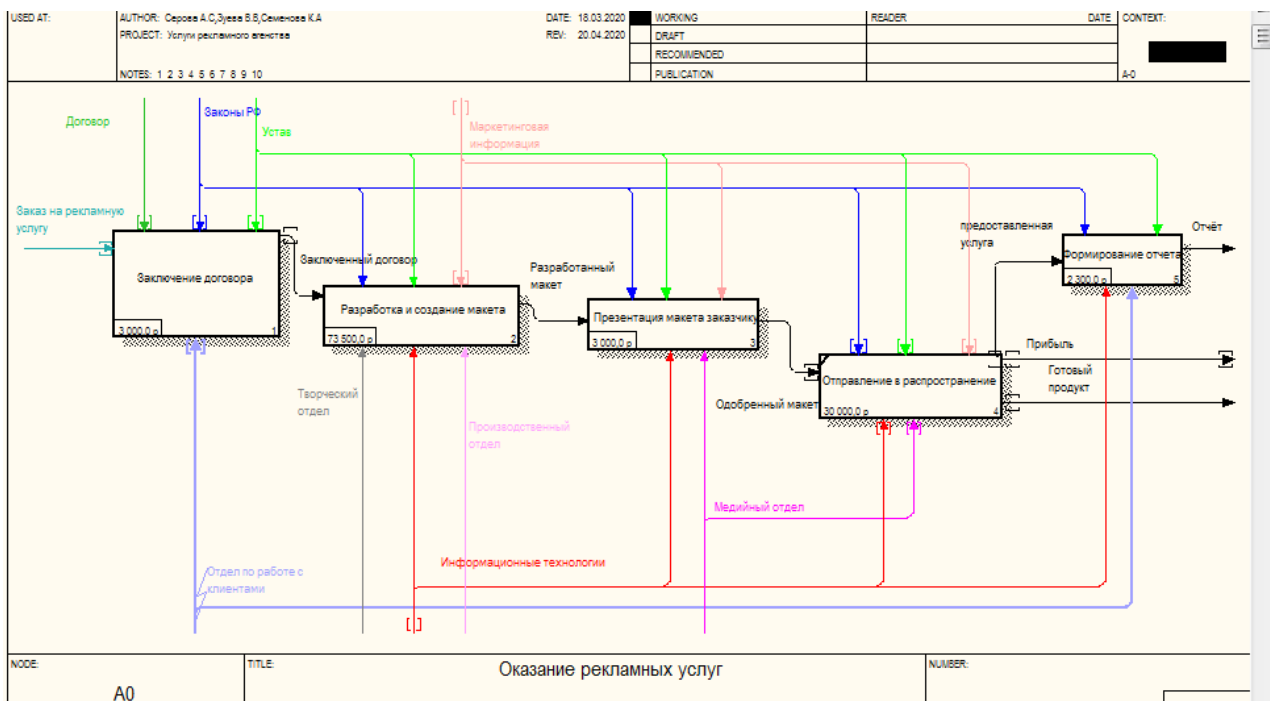 USED AT:
AUTHOR: Серова А.С,Зуева В.В,Семенова К.А
DATE: 18.03.2020
WORKING
READER
DATE
CONTEXT:
PROJECT: Услуги рекламного агенства
REV: 20.04.2020
DRAFT
RECOMMENDED
NOTES: 1 2 3 4 5 6 7 8 9 10
PUBLICATION
A-0
Договор
Законы РФ
Устав
Маркетинговая
информация
Заказ на рекламную
услугу
Заключение договора
3 000,0 р
1
Заключенный договор
Разработка и создание макета
73 500,0 р
2
Разработанный
макет
Презентация макета заказчику
3 000,0 р
3
Одобренный макет
Отправление в распространение
30 000,0 р
4
предоставленная
услуга
Формирование отчета
2 300,0 р
5
Отчёт
Прибыль
Готовый
продукт
Творческий
отдел
Производственный
отдел
Медийный отдел
Информационные технологии
Отдел по работе с
клиентами
NODE:
TITLE:
NUMBER:
A0
Оказание рекламных услуг